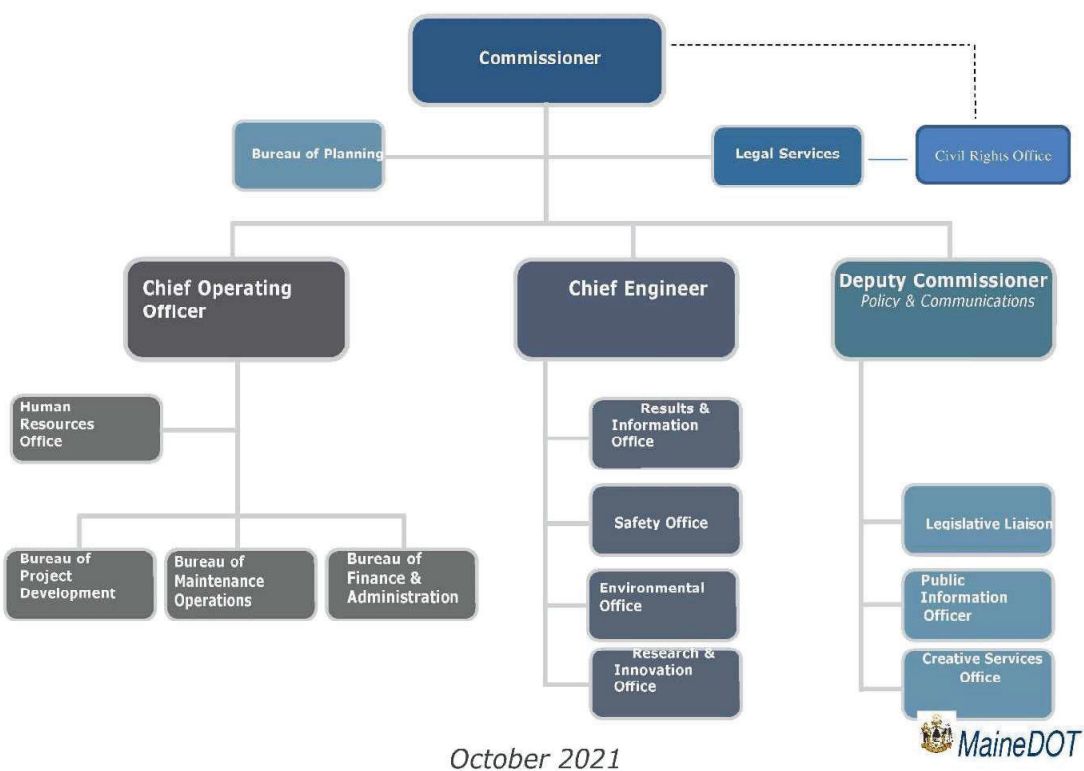 Commissioner
Bureau of Planning
Legal Services
Civil Rights Office
Chief Operating
Officer
Chief Engineer
Deputy Commissioner
Policy & Communications
Human
Resources
Office
Results &
Information
Office
Safety Office
Legislative Liaison
Bureau of
Project
Development
Bureau of
Maintenance
Operations
Bureau of
Finance &
Administration
Environmental
Office
Public
Information
Officer
Research &
Innovation
Office
Creative Services
Office
MaineDOT
October 2021